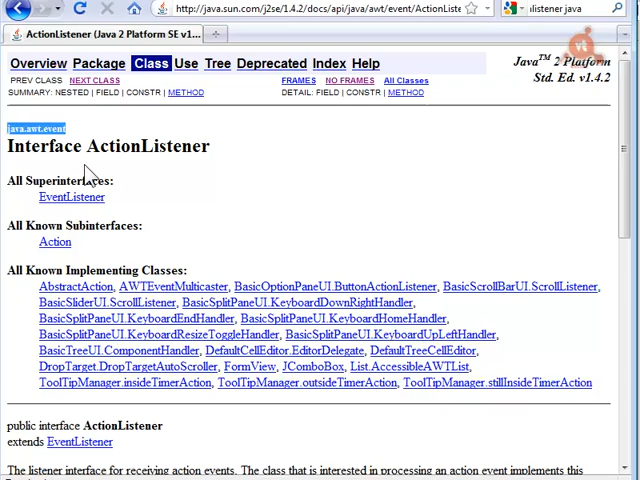 http://java.sun.com/j2se/1.4.2/docs/api/java/awt/event/ActionListe
listener java
ActionListener (Java 2 Platform SE v1...
Overview Package Class Use Tree Deprecated Index Help
Java™ 2 Platform
Std. Ed. v1.4.2
PREV CLASS NEXT CLASS
FRAMES NO FRAMES All Classes
SUMMARY: NESTED | FIELD | CONSTR | METHOD
DETAIL: FIELD | CONSTR | METHOD
java.awt.event
Interface ActionListener
All Superinterfaces:
EventListener
All Known Subinterfaces:
Action
All Known Implementing Classes:
AbstractAction, AWTEventMulticaster, BasicOptionPaneUI.ButtonActionListener, BasicScrollBarUI.ScrollListener,
BasicSliderUI.ScrollListener, BasicSplitPaneUI.KeyboardDownRightHandler,
BasicSplitPaneUI.KeyboardEndHandler, BasicSplitPaneUI.KeyboardHomeHandler,
BasicSplitPaneUI.KeyboardResizeToggleHandler, BasicSplitPaneUI.KeyboardUpLeftHandler,
BasicTreeUI.ComponentHandler, DefaultCellEditor.EditorDelegate, DefaultTreeCellEditor,
DropTarget.DropTargetAutoScroller, FormView, JComboBox, List.AccessibleAWTList,
ToolTipManager.insideTimerAction, ToolTipManager.outsideTimerAction, ToolTipManager.stillInsideTimerAction
public interface ActionListener
extends EventListener
The listener interface for receiving action events. The class that is interested in processing an action event implements this